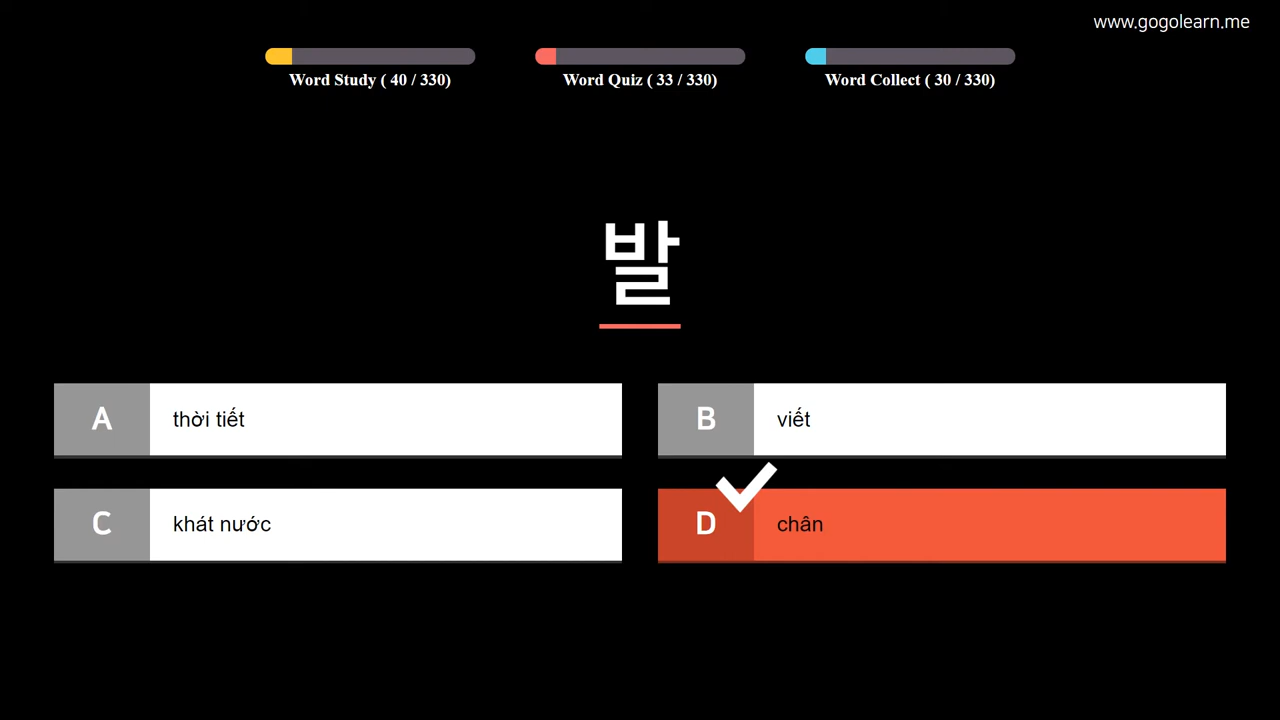 www.gogolearn.me
Word Study ( 40 / 330)
Word Quiz ( 33 / 330)
Word Collect ( 30 / 330)
발
A thời tiết
B viết
C khát nước
D chân